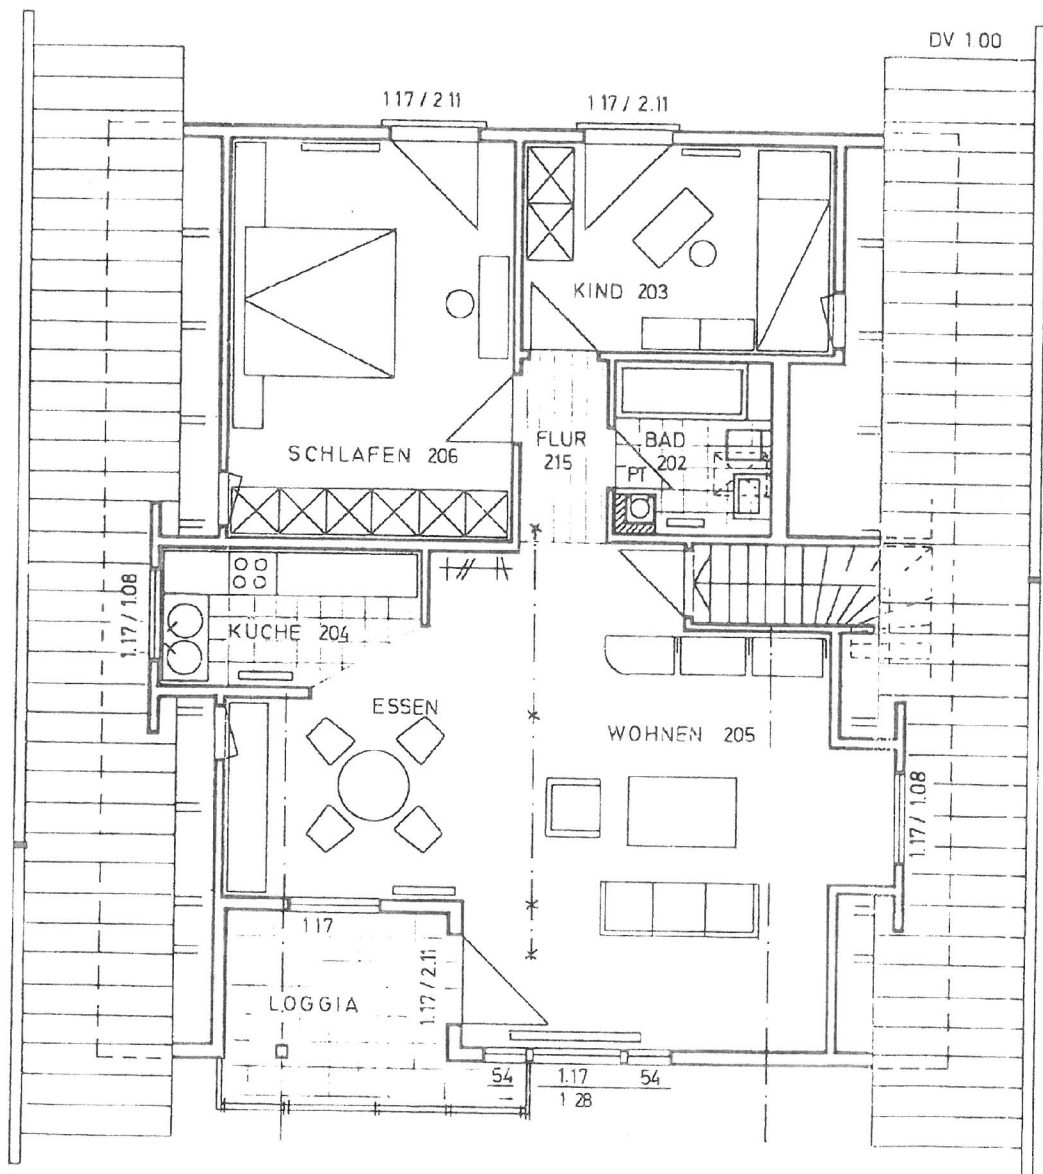 DV 1.00
1 17 / 2 11
1 17 / 2.11
KIND 203
SCHLAFEN 206
FLUR
215
BAD
202
PT
1.17 / 1.08
KÜCHE 204
ESSEN
WOHNEN 205
1.17 / 1.08
1 17
1.17 / 2.11
LOGGIA
54
1.17
1 28
54